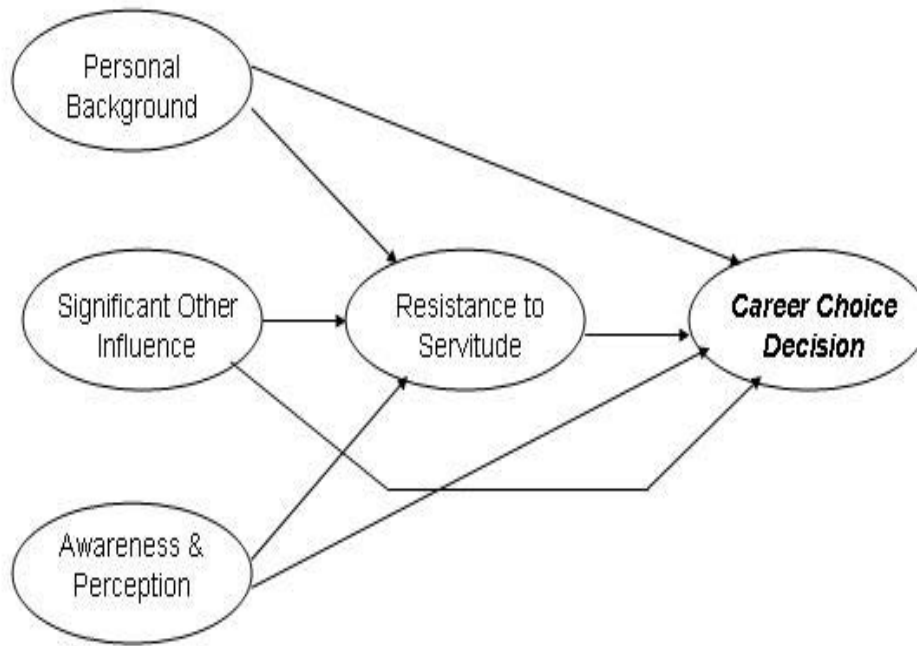 Personal
Background
Significant Other
Influence
Resistance to
Servitude
Career Choice
Decision
Awareness &
Perception